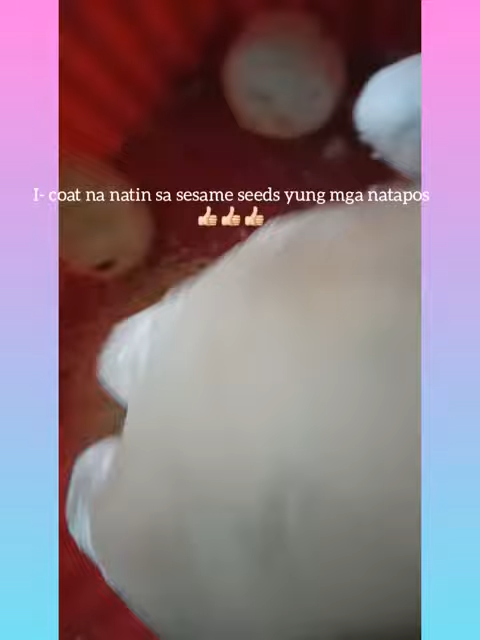 I- coat na natin sa sesame seeds yung mga natapos
👍🏻👍🏻👍🏻